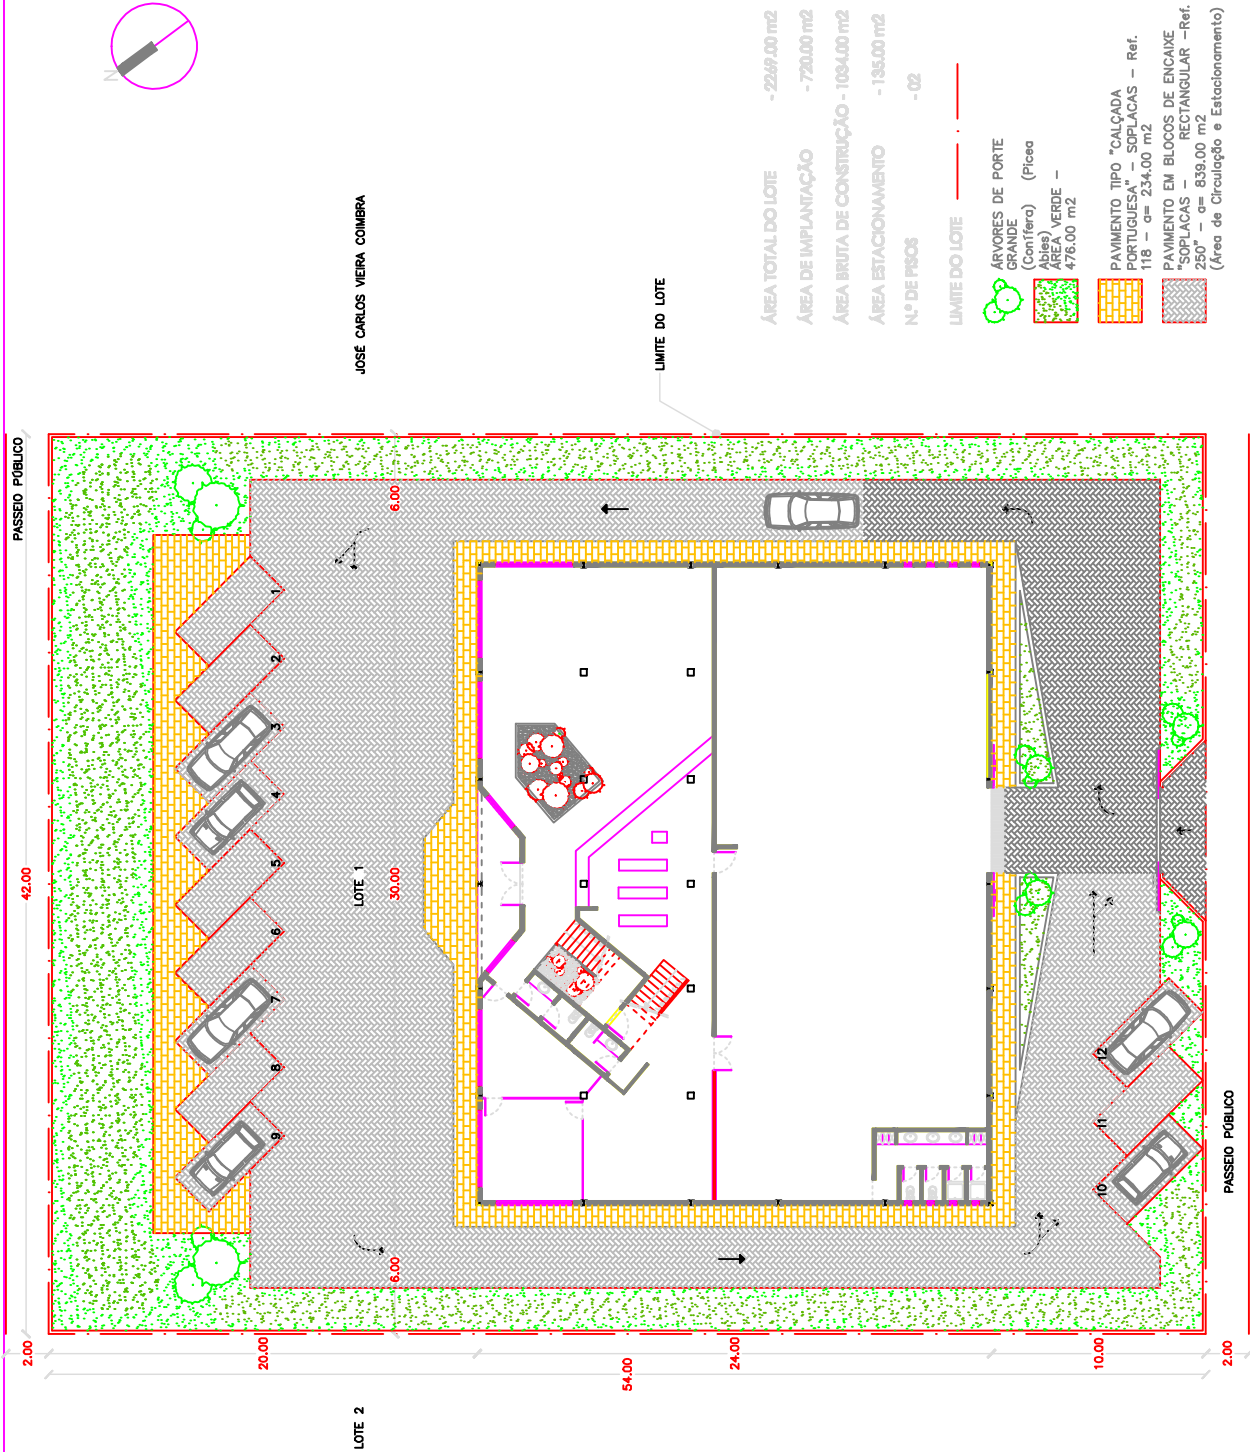 N
PASSEIO PÚBLICO
42.00
2.00
JOSÉ CARLOS VIEIRA COIMBRA
LIMITE DO LOTE
ÁREA TOTAL DO LOTE - 2269.00 m2
ÁREA DE IMPLANTAÇÃO - 720.00 m2
ÁREA BRUTA DE CONSTRUÇÃO - 1034.00 m2
ÁREA ESTACIONAMENTO - 135.00 m2
N.º DE PISOS - 02
LIMITE DO LOTE
ÁRVORES DE PORTE
GRANDE
(Conífera) (Picea
Abies)
ÁREA VERDE –
476.00 m2
PAVIMENTO TIPO "CALÇADA
PORTUGUESA" – SOPLACAS – Ref.
118 – a= 234.00 m2
PAVIMENTO EM BLOCOS DE ENCAIXE
"SOPLACAS – RECTANGULAR –Ref.
250" – a= 839.00 m2
(Área de Circulação e Estacionamento)
1
2
3
4
5
6
7
8
9
6.00
30.00
6.00
LOTE 1
LOTE 2
20.00
54.00
24.00
10.00
2.00
10
11
12
PASSEIO PÚBLICO